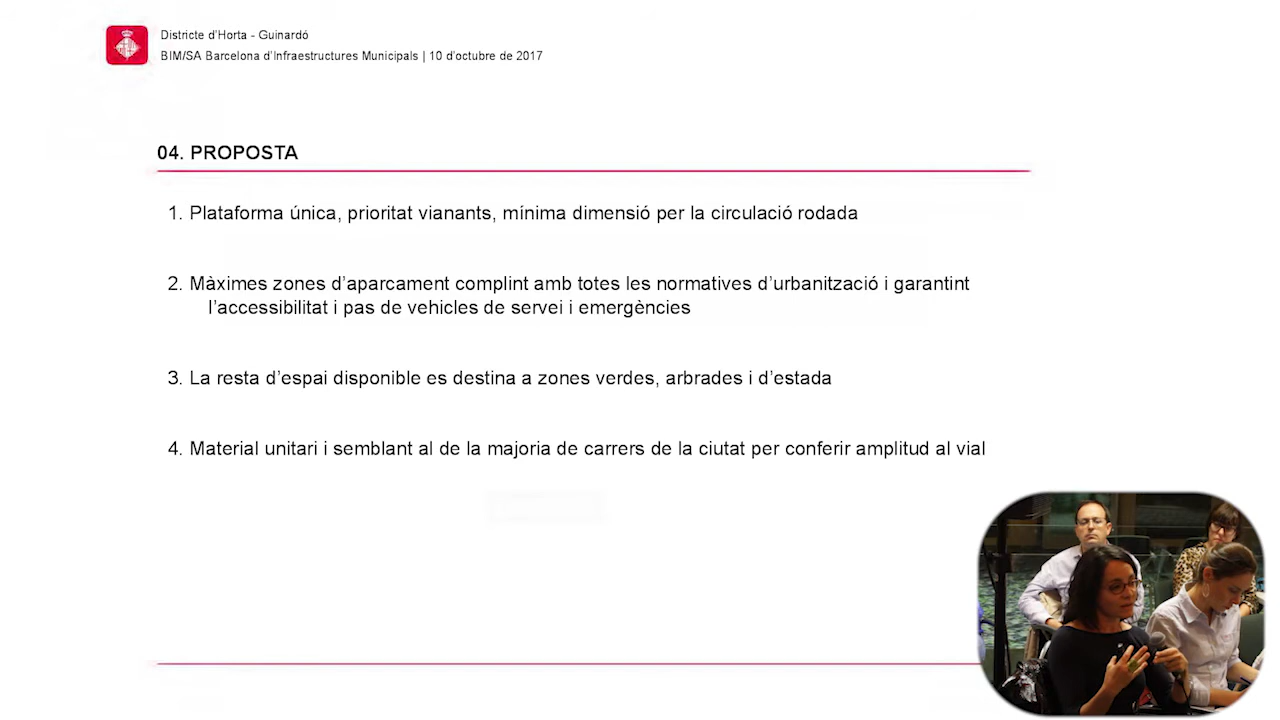 Districte d'Horta - Guinardó
BIM/SA Barcelona d'Infraestructures Municipals | 10 d'octubre de 2017
04. PROPOSTA
1. Plataforma única, prioritat vianants, mínima dimensió per la circulació rodada
2. Màximes zones d'aparcament complint amb totes les normatives d'urbanització i garantint
l'accessibilitat i pas de vehicles de servei i emergències
3. La resta d'espai disponible es destina a zones verdes, arbrades i d'estada
4. Material unitari i semblant al de la majoria de carrers de la ciutat per conferir amplitud al vial